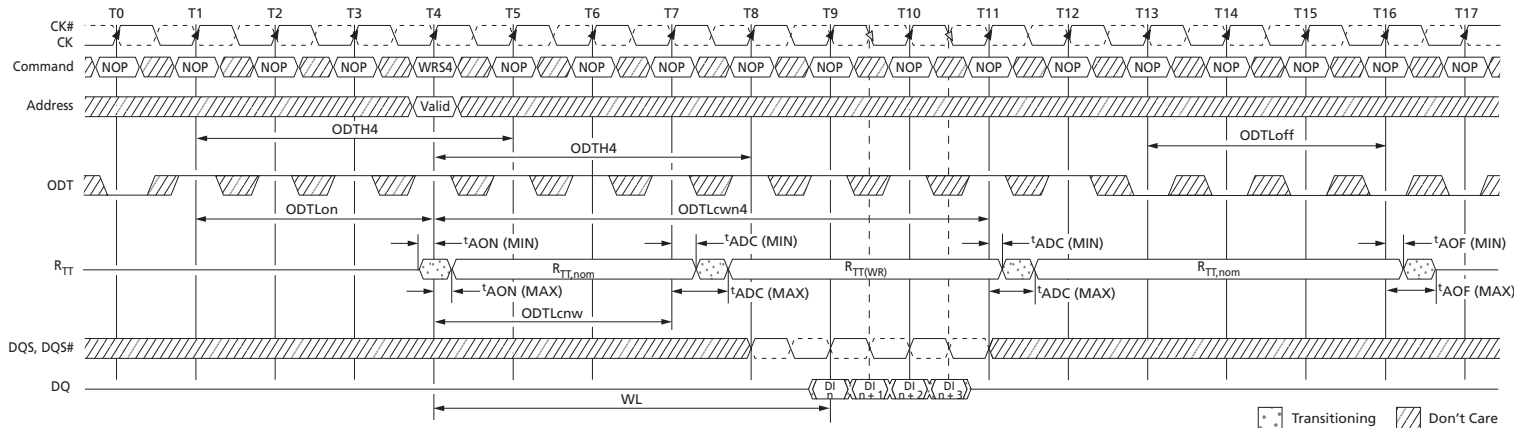 T0 T1 T2 T3 T4 T5 T6 T7 T8 T9 T10 T11 T12 T13 T14 T15 T16 T17
CK#
CK
Command NOP NOP NOP NOP WRS4 NOP NOP NOP NOP NOP NOP NOP NOP NOP NOP NOP NOP NOP
Address Valid
ODTH4 ODTLoff
ODTH4
ODT
ODTLon ODTLcwn4
tAON (MIN) tADC (MIN) tADC (MIN) tAOF (MIN)
RTT RTT,nom RTT(WR) RTT,nom
tAON (MAX) tADC (MAX) tADC (MAX) tAOF (MAX)
ODTLcnw
DQS, DQS#
DQ DI n DI n + 1 DI n + 2 DI n + 3
WL
Transitioning Don't Care